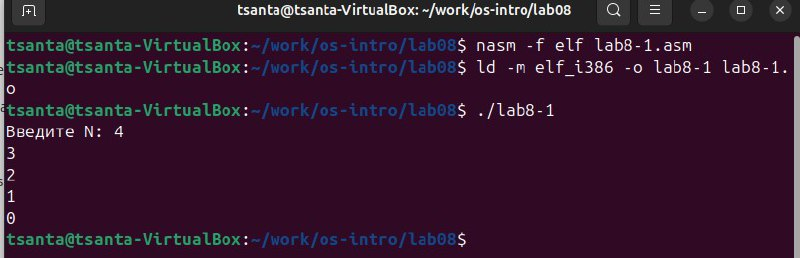 tsanta@tsanta-VirtualBox: ~/work/os-intro/lab08
tsanta@tsanta-VirtualBox:~/work/os-intro/lab08$ nasm -f elf lab8-1.asm
tsanta@tsanta-VirtualBox:~/work/os-intro/lab08$ ld -m elf_i386 -o lab8-1 lab8-1.
o
tsanta@tsanta-VirtualBox:~/work/os-intro/lab08$ ./lab8-1
Введите N: 4
3
2
1
0
tsanta@tsanta-VirtualBox:~/work/os-intro/lab08$